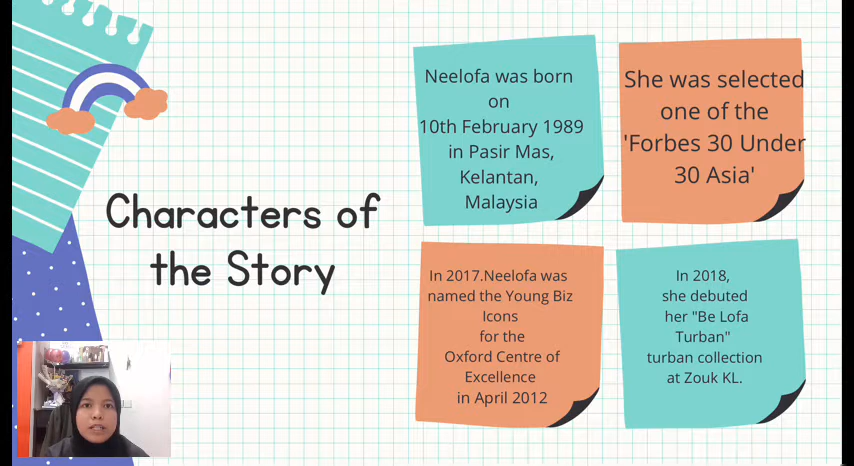 Characters of
the Story
Neelofa was born
on
10th February 1989
in Pasir Mas,
Kelantan,
Malaysia
She was selected
one of the
'Forbes 30 Under
30 Asia'
In 2017.Neelofa was
named the Young Biz
Icons
for the
Oxford Centre of
Excellence
in April 2012
In 2018,
she debuted
her "Be Lofa
Turban"
turban collection
at Zouk KL.